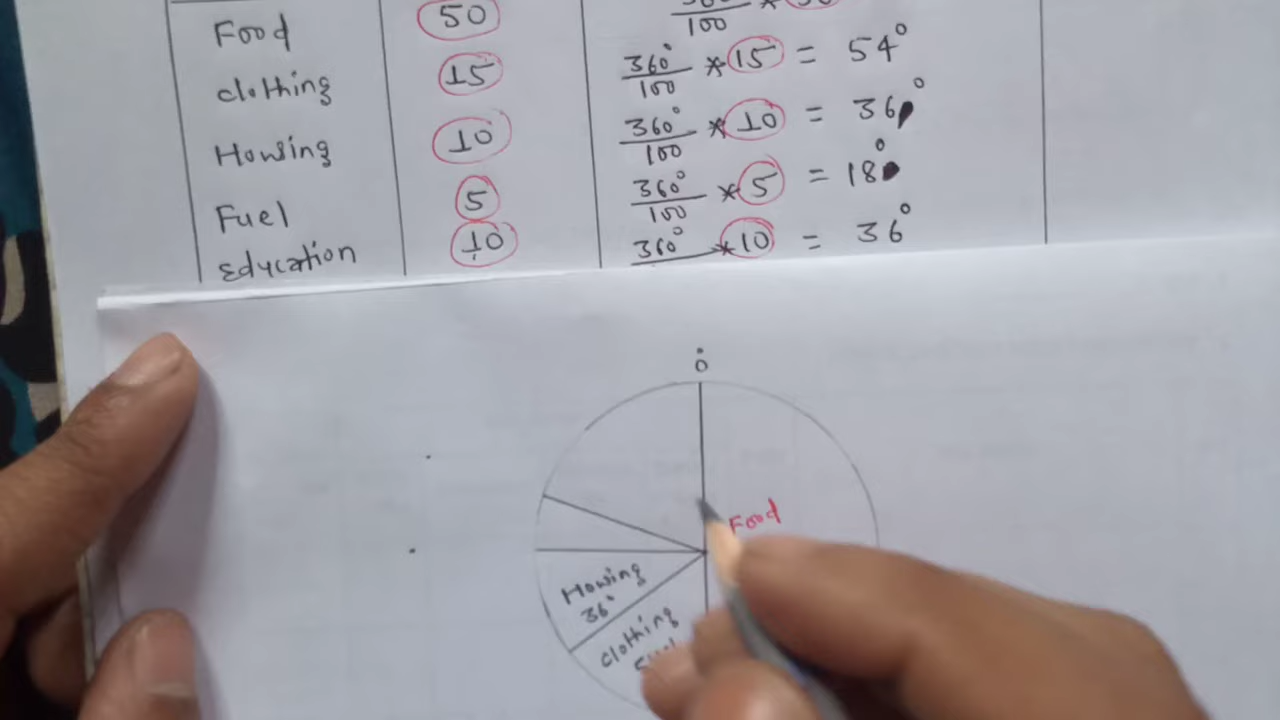 Food 50 100 *
clothing 15 360° 100 * 15 = 54°
Housing 10 360° 100 * 10 = 36°
Fuel 5 360° 100 * 5 = 18°
education 10 360° * 10 = 36°
0
Food
Housing
36°
clothing